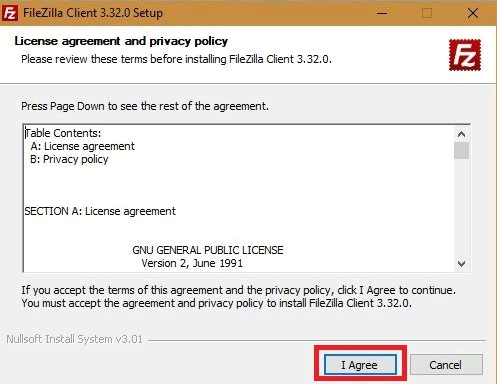 FileZilla Client 3.32.0 Setup
License agreement and privacy policy
Please review these terms before installing FileZilla Client 3.32.0.
Fz
Press Page Down to see the rest of the agreement.
Table Contents:
A: License agreement
B: Privacy policy
SECTION A: License agreement
GNU GENERAL PUBLIC LICENSE
Version 2, June 1991
If you accept the terms of this agreement and the privacy policy, click I Agree to continue.
You must accept the agreement and privacy policy to install FileZilla Client 3.32.0.
Nullsoft Install System v3.01
I Agree
Cancel